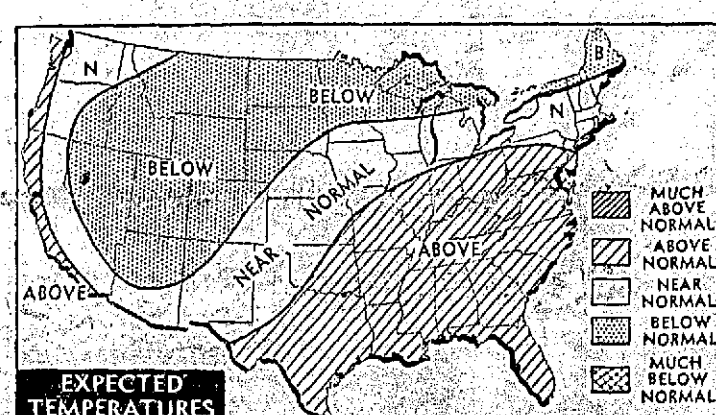 N
B
BELOW
N
BELOW
NORMAL
NEAR
ABOVE
ABOVE
MUCH
ABOVE
NORMAL
ABOVE
NORMAL
NEAR
NORMAL
BELOW
NORMAL
MUCH
BELOW
NORMAL
EXPECTED
TEMPERATURES